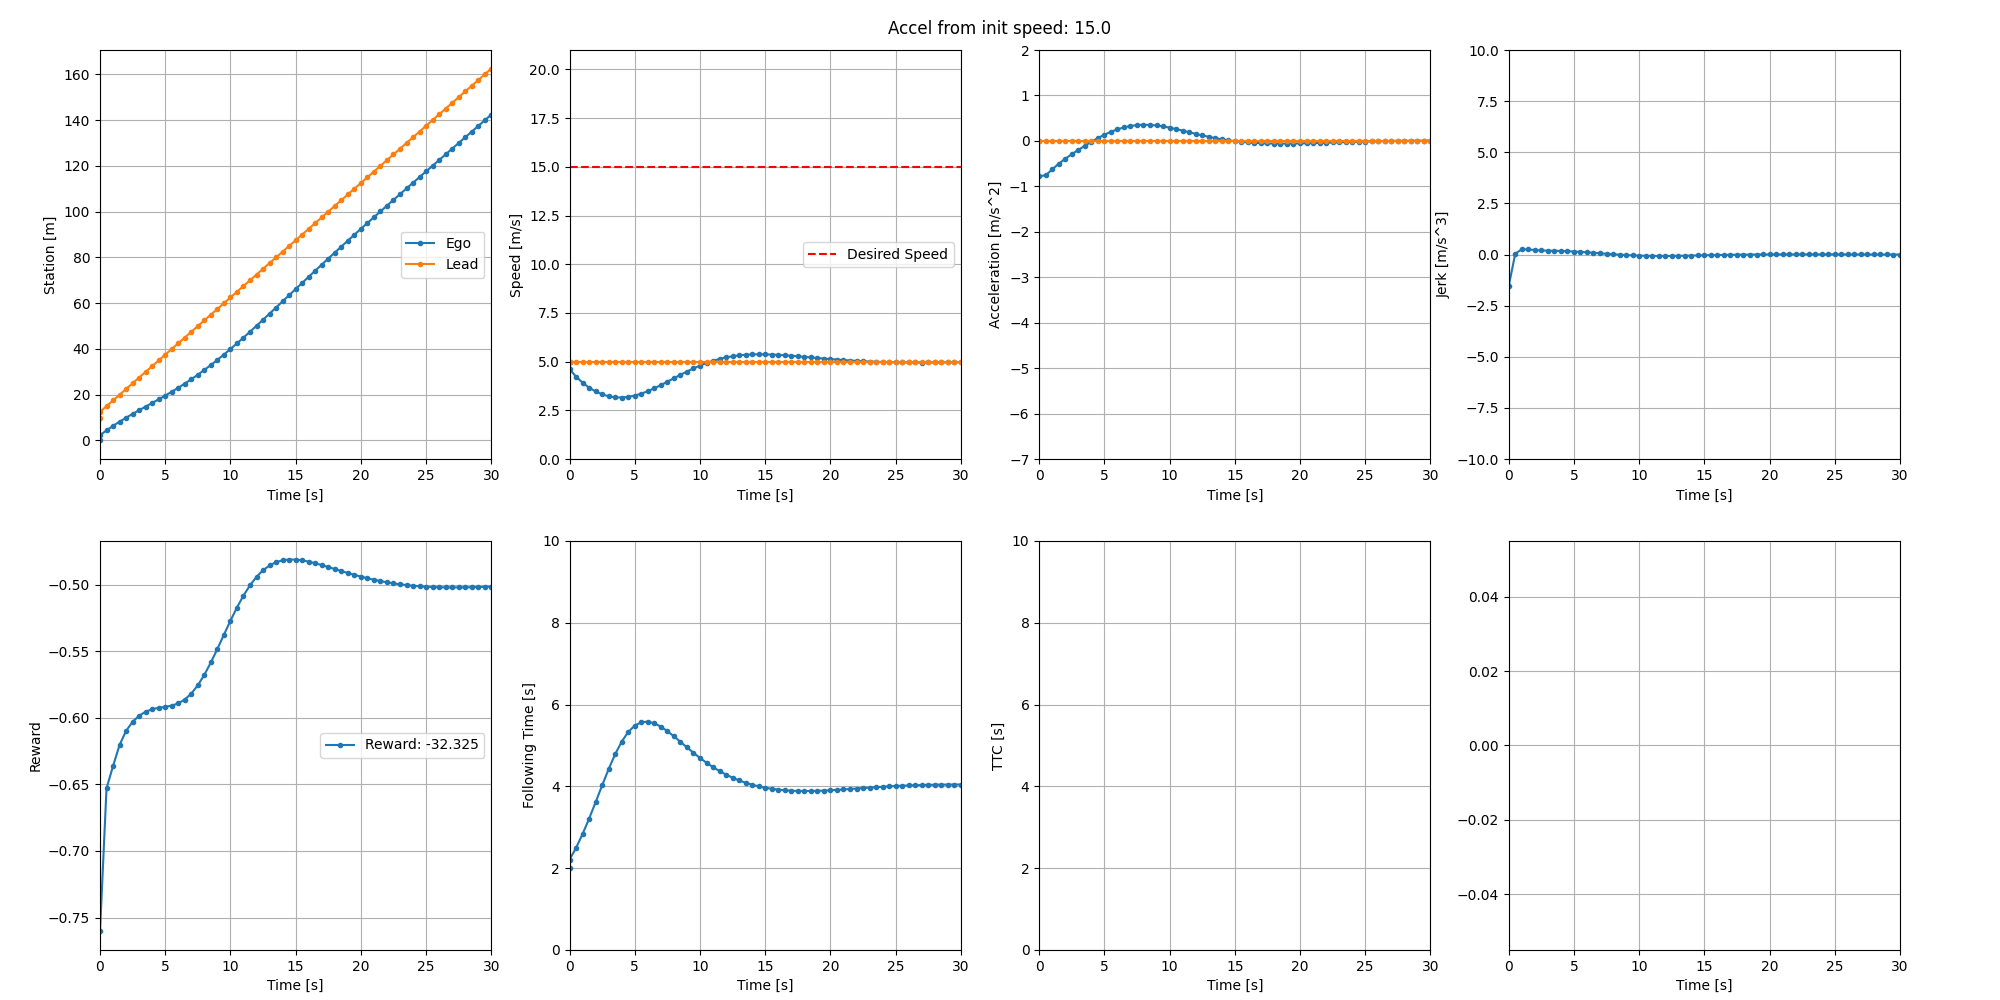 Accel from init speed: 15.0
160
140
120
100
80
60
40
20
0
Station [m]
Ego
Lead
0 5 10 15 20 25 30
Time [s]
20.0
17.5
15.0
12.5
10.0
7.5
5.0
2.5
0.0
Speed [m/s]
Desired Speed
0 5 10 15 20 25 30
Time [s]
2
1
0
−1
−2
−3
−4
−5
−6
−7
Acceleration [m/s^2]
0 5 10 15 20 25 30
Time [s]
10.0
7.5
5.0
2.5
0.0
−2.5
−5.0
−7.5
−10.0
Jerk [m/s^3]
0 5 10 15 20 25 30
Time [s]
−0.50
−0.55
−0.60
−0.65
−0.70
−0.75
Reward
Reward: -32.325
0 5 10 15 20 25 30
Time [s]
10
8
6
4
2
0
Following Time [s]
0 5 10 15 20 25 30
Time [s]
10
8
6
4
2
0
TTC [s]
0 5 10 15 20 25 30
Time [s]
0.04
0.02
0.00
−0.02
−0.04
0 5 10 15 20 25 30
Time [s]